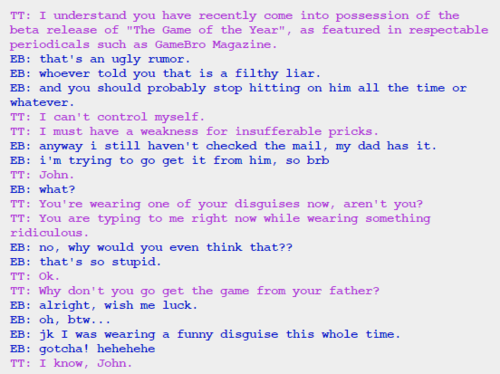 TT: I understand you have recently come into possession of the
beta release of "The Game of the Year", as featured in respectable
periodicals such as GameBro Magazine.
EB: that's an ugly rumor.
EB: whoever told you that is a filthy liar.
EB: and you should probably stop hitting on him all the time or
whatever.
TT: I can't control myself.
TT: I must have a weakness for insufferable pricks.
EB: anyway i still haven't checked the mail, my dad has it.
EB: i'm trying to go get it from him, so brb
TT: John.
EB: what?
TT: You're wearing one of your disguises now, aren't you?
TT: You are typing to me right now while wearing something
ridiculous.
EB: no, why would you even think that??
EB: that's so stupid.
TT: Ok.
TT: Why don't you go get the game from your father?
EB: alright, wish me luck.
EB: oh, btw...
EB: jk I was wearing a funny disguise this whole time.
EB: gotcha! hehehehe
TT: I know, John.